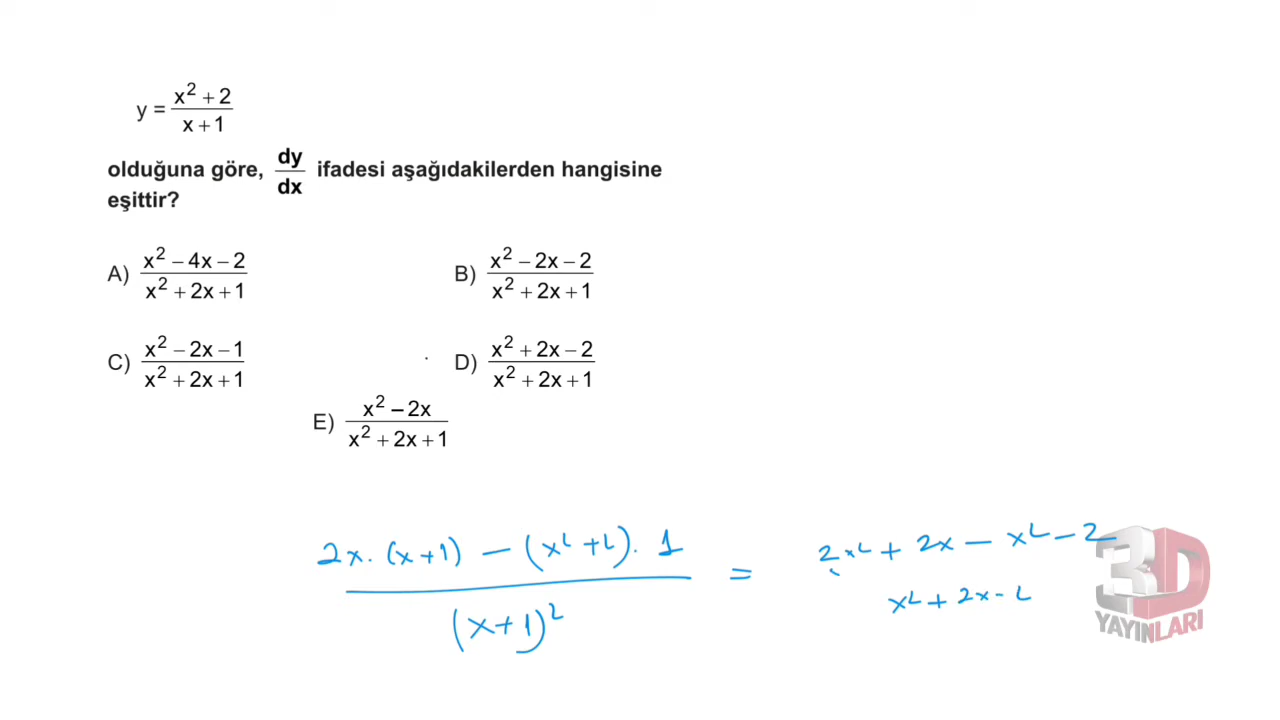 y = x² + 2 / x + 1
olduğuna göre, dy/dx ifadesi aşağıdakilerden hangisine
eşittir?
A) x² – 4x – 2 / x² + 2x + 1
B) x² – 2x – 2 / x² + 2x + 1
C) x² – 2x – 1 / x² + 2x + 1
D) x² + 2x – 2 / x² + 2x + 1
E) x² – 2x / x² + 2x + 1
2x · (x+1) – (x² + 2) · 1 / (x+1)² = 2x² + 2x – x² – 2
x² + 2x – 2
3D
YAYINLARI